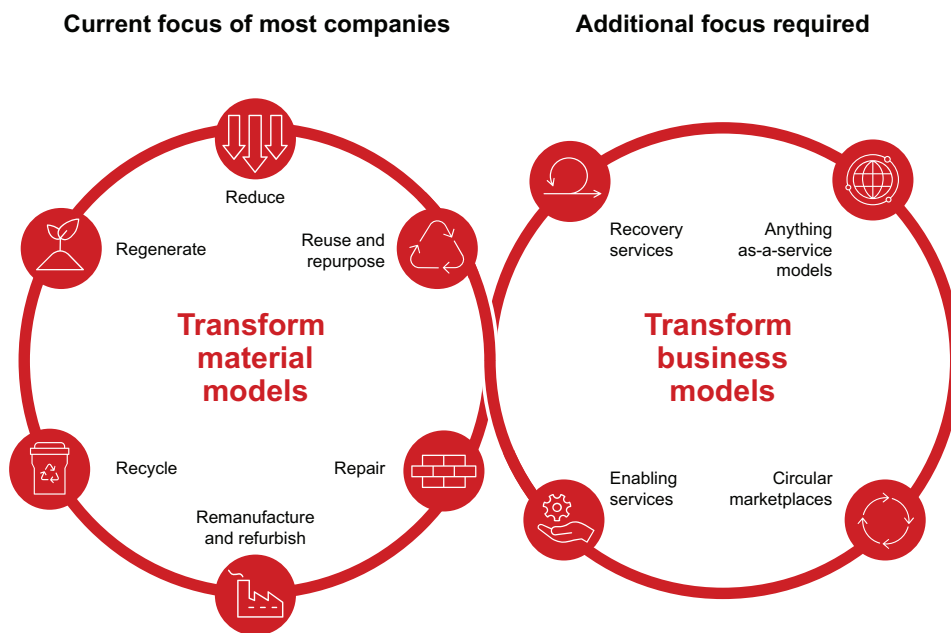 Current focus of most companies
Additional focus required
Reduce
Regenerate
Reuse and
repurpose
Transform
material
models
Recycle
Repair
Remanufacture
and refurbish
Recovery
services
Anything
as-a-service
models
Transform
business
models
Enabling
services
Circular
marketplaces